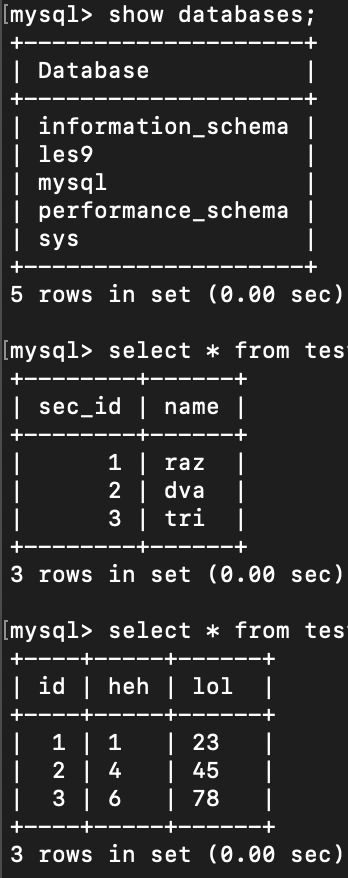 [mysql> show databases;
+--------------------+
| Database           |
+--------------------+
| information_schema |
| les9               |
| mysql              |
| performance_schema |
| sys                |
+--------------------+
5 rows in set (0.00 sec)
[mysql> select * from test
+--------+------+
| sec_id | name |
+--------+------+
|      1 | raz  |
|      2 | dva  |
|      3 | tri  |
+--------+------+
3 rows in set (0.00 sec)
[mysql> select * from test
+----+-----+------+
| id | heh | lol  |
+----+-----+------+
|  1 | 1   | 23   |
|  2 | 4   | 45   |
|  3 | 6   | 78   |
+----+-----+------+
3 rows in set (0.00 sec)